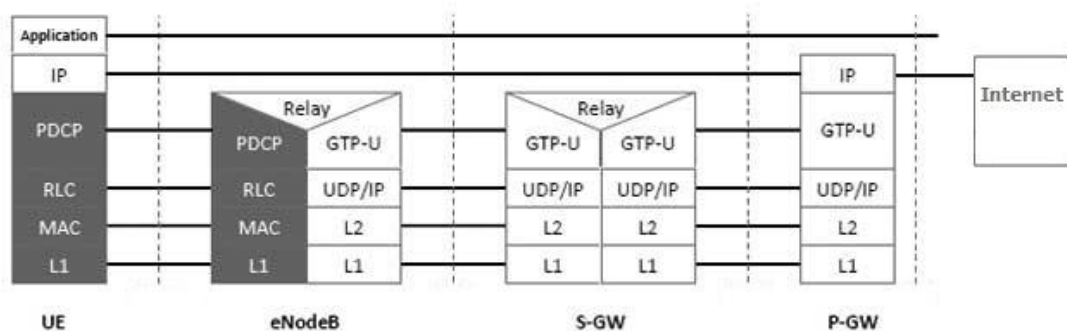 Application
IP
IP
Internet
Relay
Relay
PDCP
PDCP
GTP-U
GTP-U
GTP-U
GTP-U
RLC
RLC
UDP/IP
UDP/IP
UDP/IP
UDP/IP
MAC
MAC
L2
L2
L2
L2
L1
L1
L1
L1
L1
L1
UE
eNodeB
S-GW
P-GW